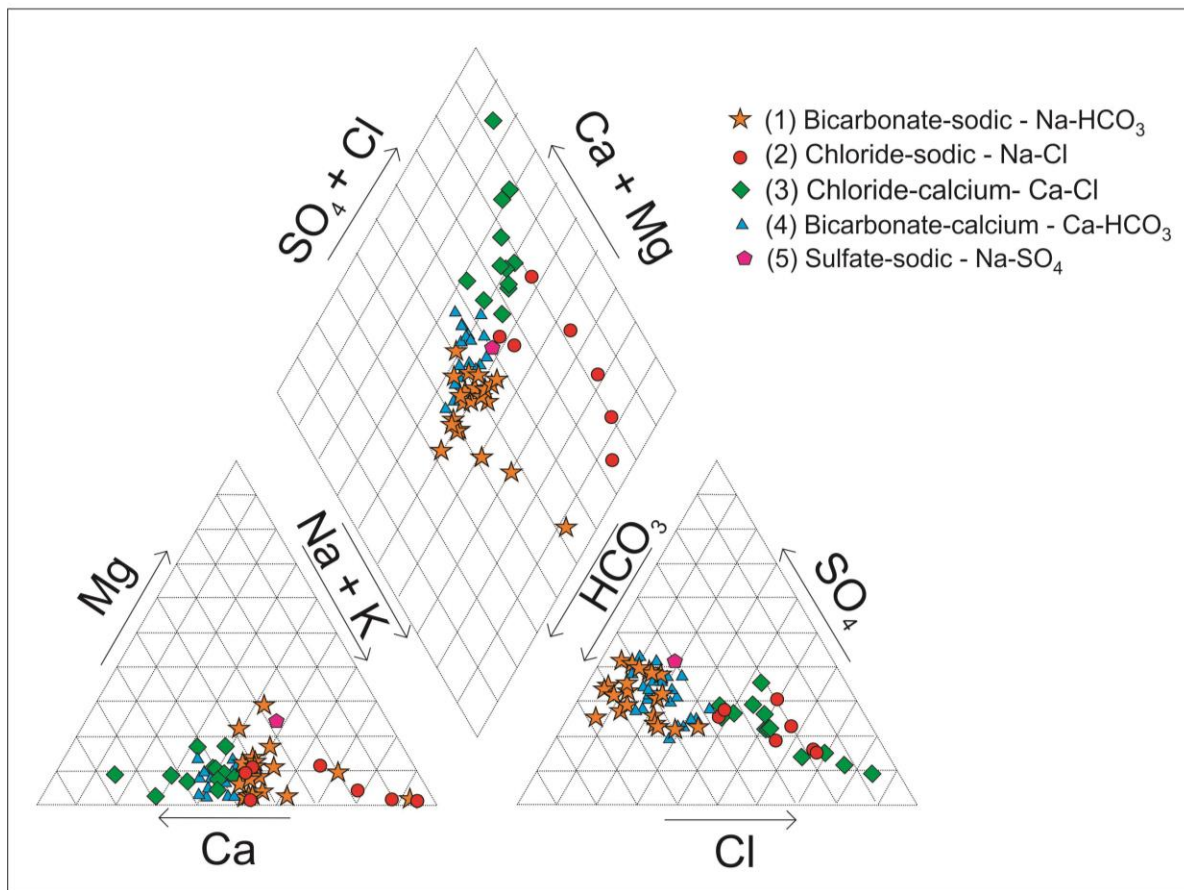 SO₄ + Cl
Ca + Mg
(1) Bicarbonate-sodic - Na-HCO₃
(2) Chloride-sodic - Na-Cl
(3) Chloride-calcium- Ca-Cl
(4) Bicarbonate-calcium - Ca-HCO₃
(5) Sulfate-sodic - Na-SO₄
Mg
Na + K
HCO₃
SO₄
Ca
Cl